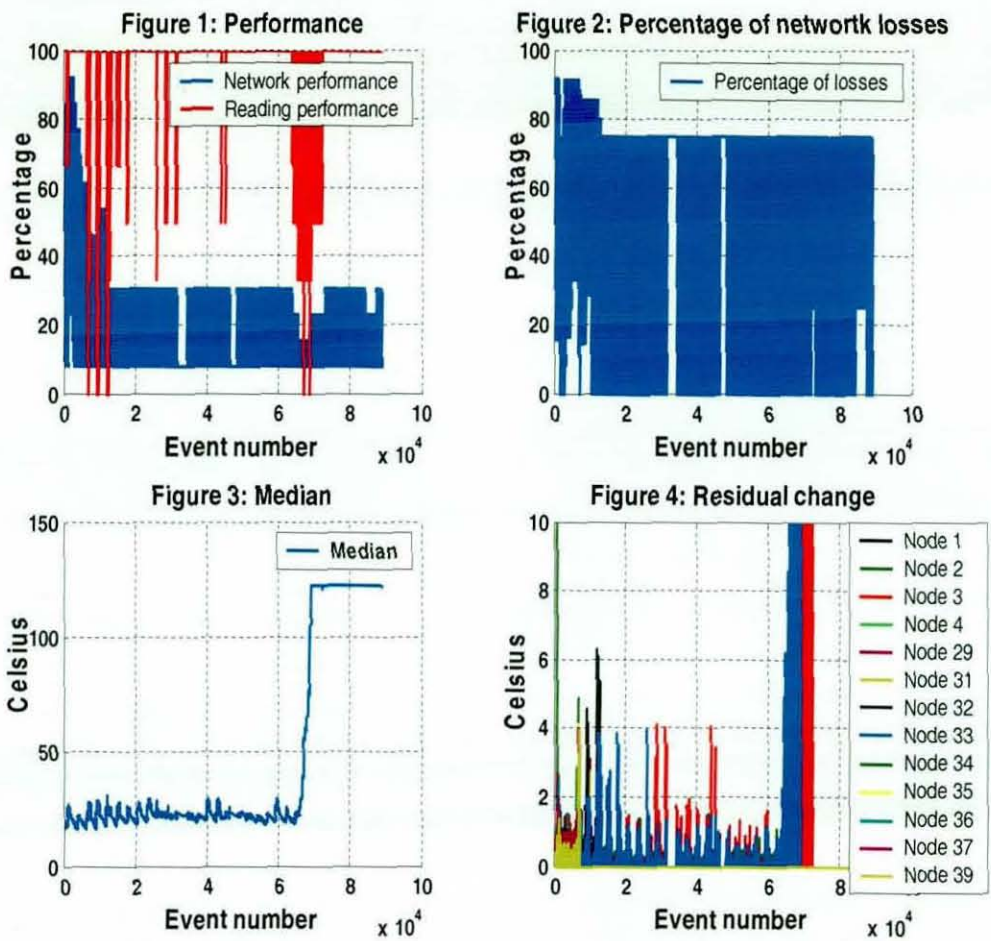 Figure 1: Performance
100
80
60
40
20
0
Percentage
Network performance
Reading performance
0 2 4 6 8 10
Event number
x 10^4
Figure 2: Percentage of networtk losses
100
80
60
40
20
0
Percentage
Percentage of losses
0 2 4 6 8 10
Event number
x 10^4
Figure 3: Median
150
100
50
0
Celsius
Median
0 2 4 6 8 10
Event number
x 10^4
Figure 4: Residual change
10
8
6
4
2
0
Celsius
Node 1
Node 2
Node 3
Node 4
Node 29
Node 31
Node 32
Node 33
Node 34
Node 35
Node 36
Node 37
Node 39
0 2 4 6 8
Event number
x 10^4